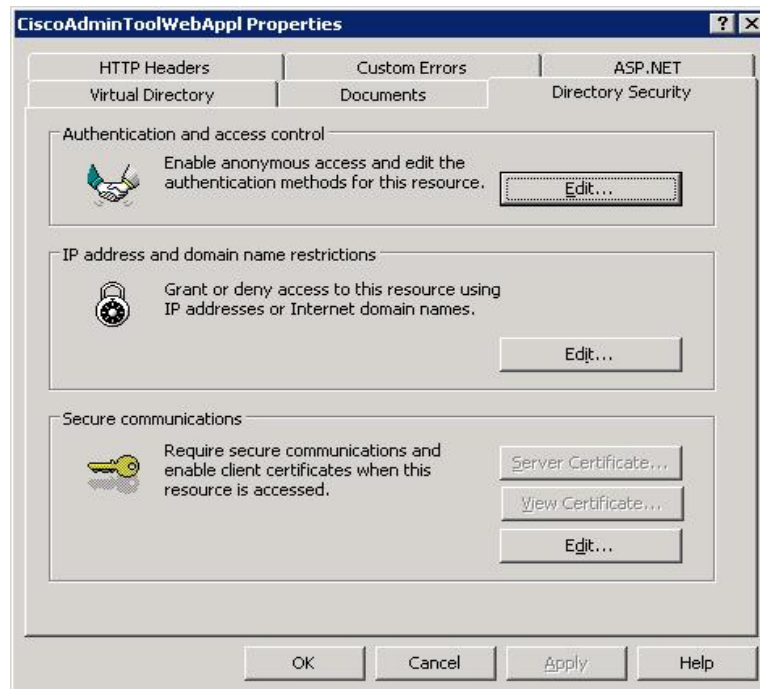 CiscoAdminToolWebAppl Properties
HTTP Headers
Custom Errors
ASP.NET
Virtual Directory
Documents
Directory Security
Authentication and access control
Enable anonymous access and edit the
authentication methods for this resource.
Edit...
IP address and domain name restrictions
Grant or deny access to this resource using
IP addresses or Internet domain names.
Edit...
Secure communications
Require secure communications and
enable client certificates when this
resource is accessed.
Server Certificate...
View Certificate...
Edit...
OK
Cancel
Apply
Help